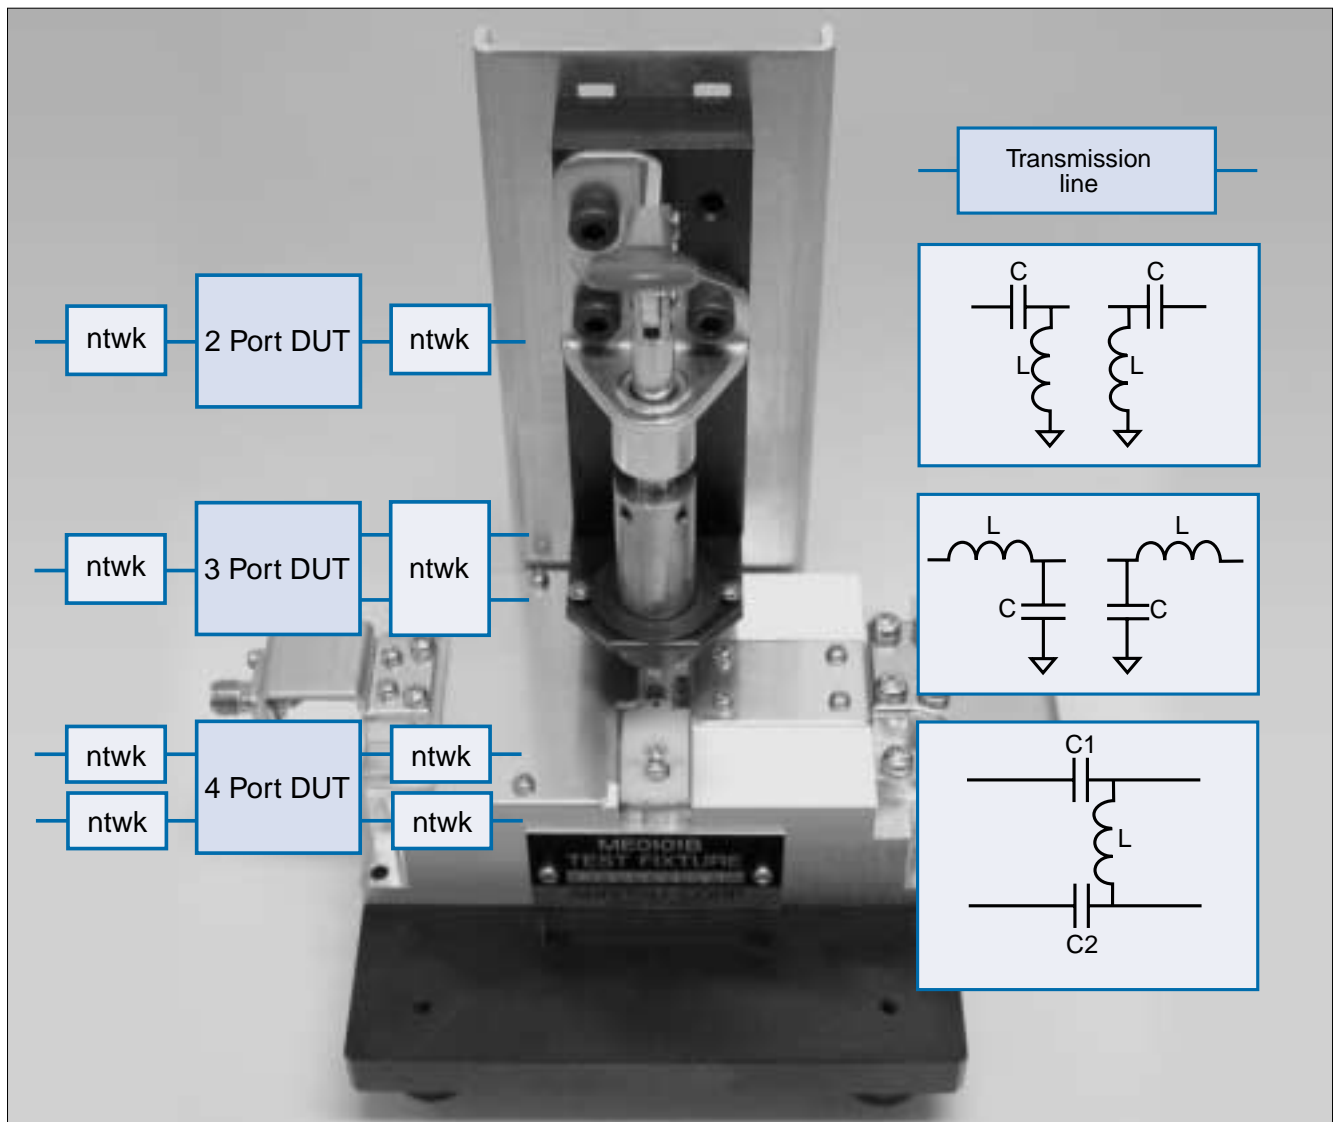 Transmission
line
C
C
L
L
ntwk
2 Port DUT
ntwk
L
L
C
C
ntwk
3 Port DUT
ntwk
C1
L
C2
ntwk
4 Port DUT
ntwk
ntwk
ntwk
TEST FIXTURE